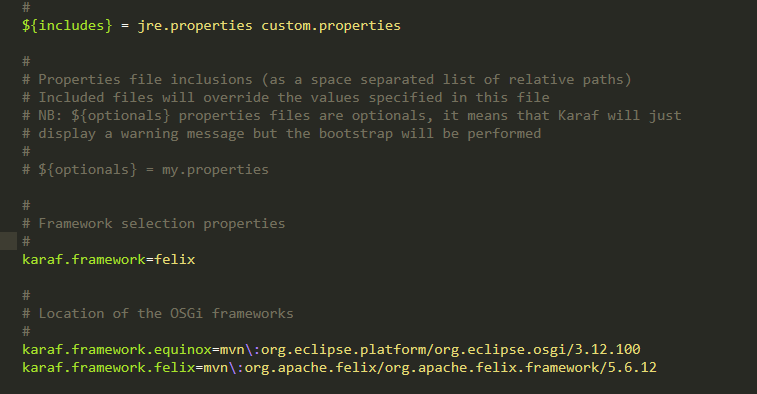 #
${includes} = jre.properties custom.properties
#
# Properties file inclusions (as a space separated list of relative paths)
# Included files will override the values specified in this file
# NB: ${optionals} properties files are optionals, it means that Karaf will just
# display a warning message but the bootstrap will be performed
#
# ${optionals} = my.properties
#
# Framework selection properties
#
karaf.framework=felix
#
# Location of the OSGi frameworks
#
karaf.framework.equinox=mvn\:org.eclipse.platform/org.eclipse.osgi/3.12.100
karaf.framework.felix=mvn\:org.apache.felix/org.apache.felix.framework/5.6.12